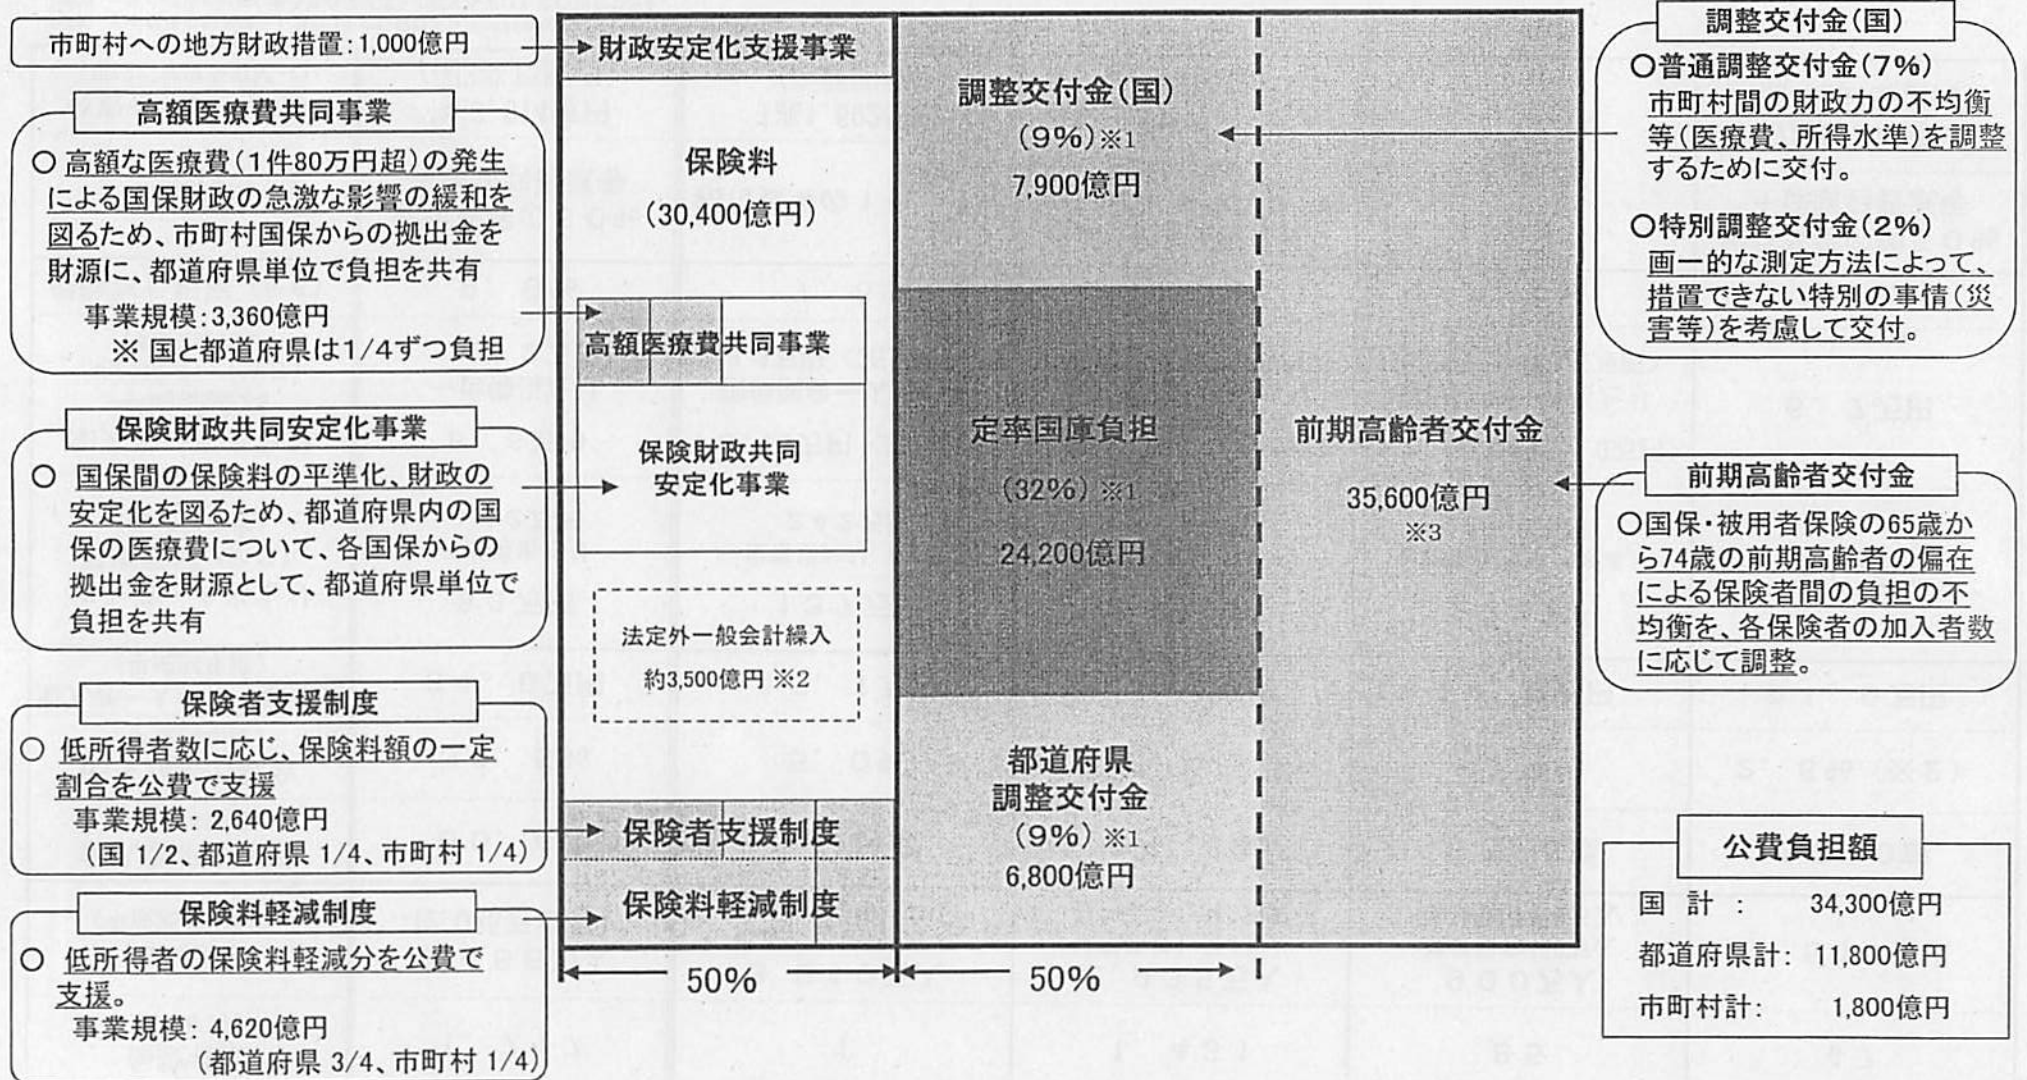 市町村への地方財政措置：1,000億円
高額医療費共同事業
○ 高額な医療費（1件80万円超）の発生
による国保財政の急激な影響の緩和を
図るため、市町村国保からの拠出金を
財源に、都道府県単位で負担を共有
事業規模：3,360億円
※ 国と都道府県は1/4ずつ負担
保険財政共同安定化事業
○ 国保間の保険料の平準化、財政の
安定化を図るため、都道府県内の国
保の医療費について、各国保からの
拠出金を財源として、都道府県単位で
負担を共有
保険者支援制度
○ 低所得者数に応じ、保険料額の一定
割合を公費で支援
事業規模： 2,640億円
（国 1/2、都道府県 1/4、市町村 1/4）
保険料軽減制度
○ 低所得者の保険料軽減分を公費で
支援。
事業規模： 4,620億円
（都道府県 3/4、市町村 1/4）
財政安定化支援事業
保険料
（30,400億円）
高額医療費共同事業
保険財政共同
安定化事業
法定外一般会計繰入
約3,500億円 ※2
保険者支援制度
保険料軽減制度
50%
調整交付金（国）
（9%）※1
7,900億円
定率国庫負担
（32%）※1
24,200億円
都道府県
調整交付金
（9%）※1
6,800億円
50%
前期高齢者交付金
35,600億円
※3
調整交付金（国）
○普通調整交付金（7%）
市町村間の財政力の不均衡
等（医療費、所得水準）を調整
するために交付。
○特別調整交付金（2%）
画一的な測定方法によって、
措置できない特別の事情（災
害等）を考慮して交付。
前期高齢者交付金
○国保・被用者保険の65歳か
ら74歳の前期高齢者の偏在
による保険者間の負担の不
均衡を、各保険者の加入者数
に応じて調整。
公費負担額
国 計 ： 34,300億円
都道府県計： 11,800億円
市町村計： 1,800億円